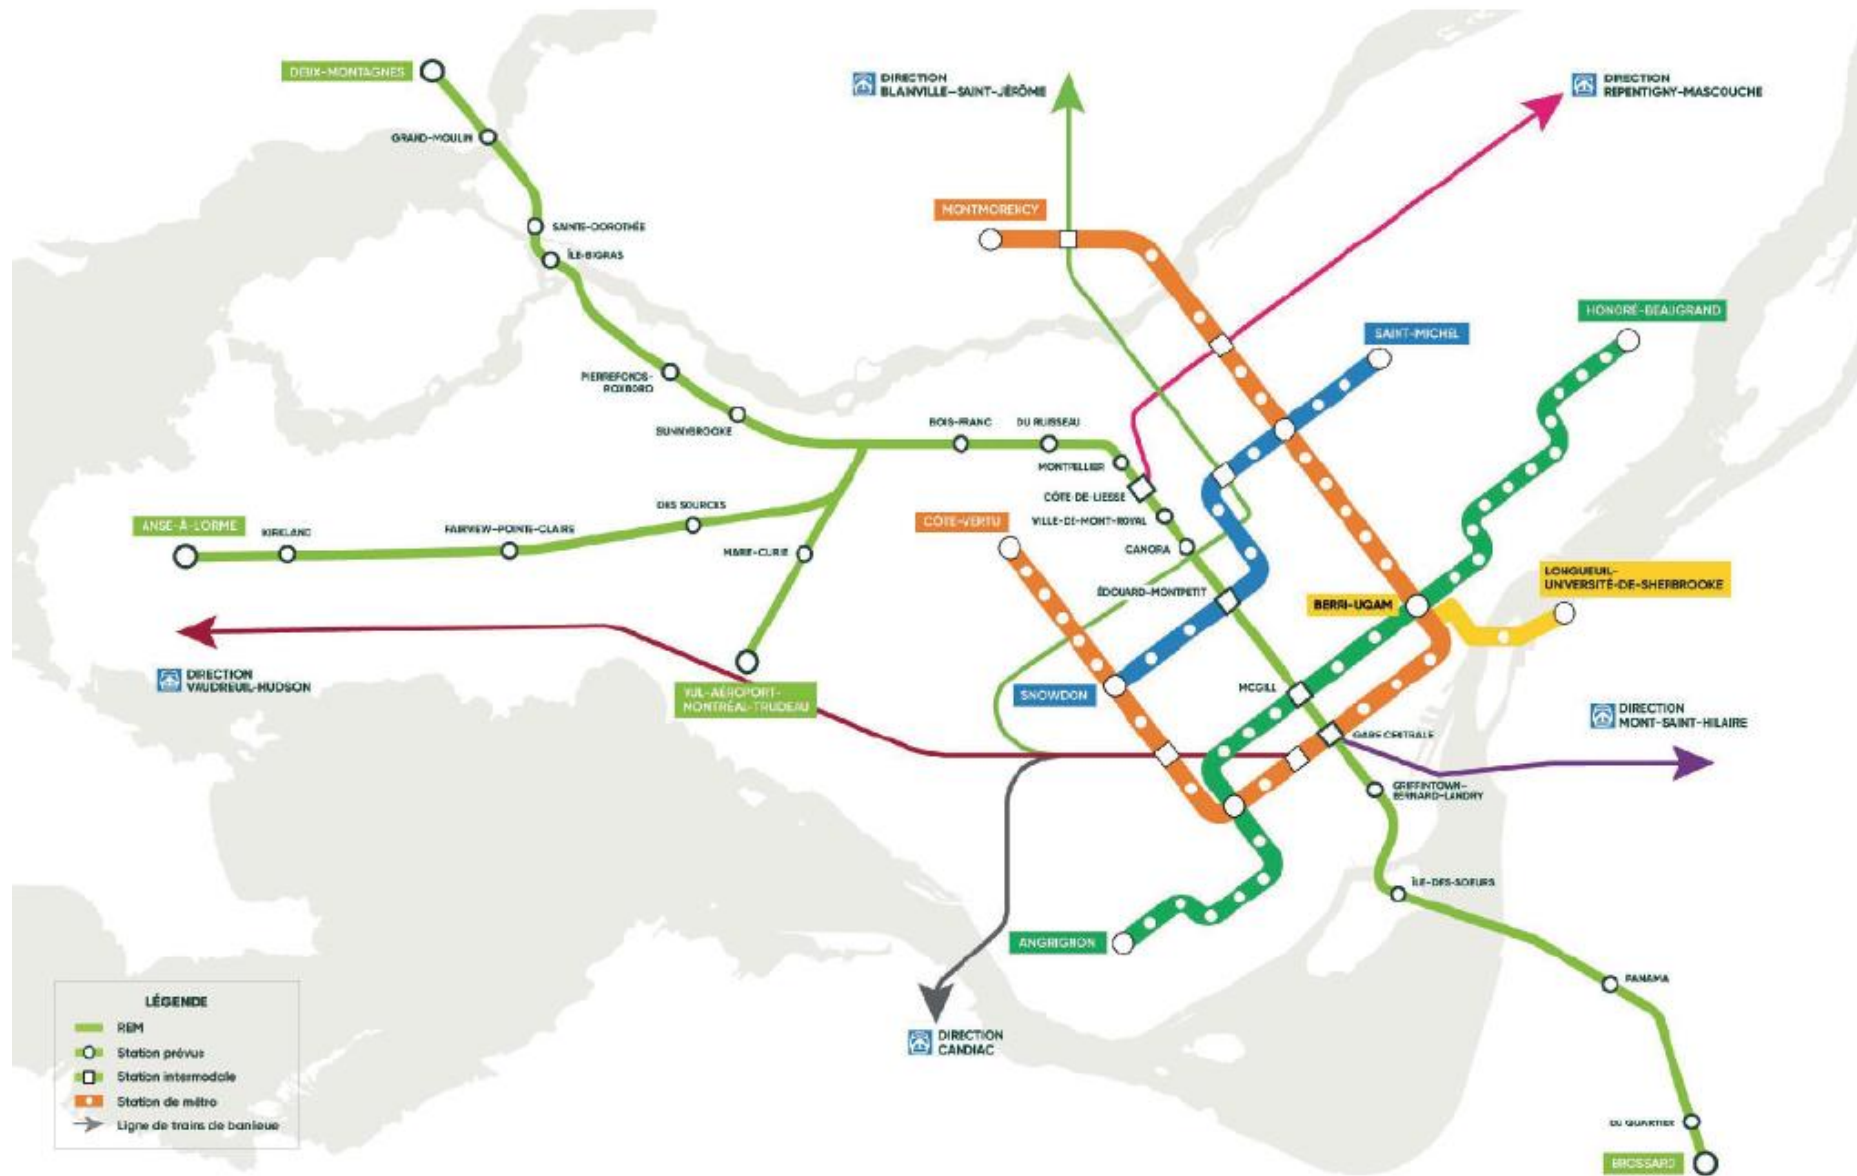 DEUX-MONTAGNES
GRAND-MOULIN
SAINTE-DOROTHÉE
ÎLE-BIGRAS
PIERREFONDS-
ROXBORO
SUNNYBROOKE
BOIS-FRANC
DU RUISSEAU
MONTPELLIER
CÔTE-DE-LIESSE
VILLE-DE-MONT-ROYAL
CANORA
ÉDOUARD-MONTPETIT
MCGILL
GARE CENTRALE
GRIFFINTOWN-
BERNARD-LANDRY
ÎLE-DES-SOEURS
PANAMA
DU QUARTIER
BROSSARD
ANSE-À-LORME
KIRKLAND
FAIRVIEW-POINTE-CLAIRE
DES SOURCES
MARIE-CURIE
YUL-AÉROPORT-
MONTRÉAL-TRUDEAU
DIRECTION
VAUDREUIL-HUDSON
DIRECTION
BLAINVILLE-SAINT-JÉRÔME
DIRECTION
REPENTIGNY-MASCOUCHE
MONTMORENCY
SAINT-MICHEL
HONORÉ-BEAUGRAND
CÔTE-VERTU
SNOWDON
BERRI-UQAM
LONGUEUIL-
UNIVERSITÉ-DE-SHERBROOKE
DIRECTION
MONT-SAINT-HILAIRE
ANGRIGNON
DIRECTION
CANDIAC
LÉGENDE
REM
Station prévue
Station intermodale
Station de métro
Ligne de trains de banlieue